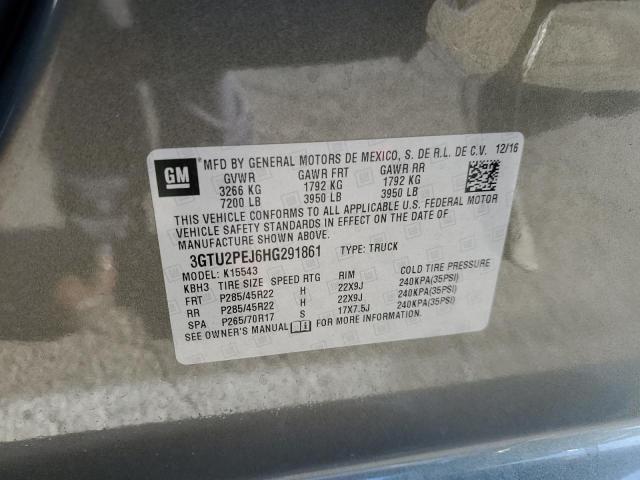 GM
MFD BY GENERAL MOTORS DE MEXICO, S. DE R.L. DE C.V. 12/16
GVWR GAWR FRT GAWR RR
3266 KG 1792 KG 1792 KG
7200 LB 3950 LB 3950 LB
THIS VEHICLE CONFORMS TO ALL APPLICABLE U.S. FEDERAL MOTOR
VEHICLE SAFETY STANDARDS IN EFFECT ON THE DATE OF
MANUFACTURE SHOWN ABOVE.
3GTU2PEJ6HG291861 TYPE: TRUCK
MODEL: K15543
KBH3 TIRE SIZE SPEED RTG RIM COLD TIRE PRESSURE
FRT P285/45R22 H 22X9J 240KPA(35PSI)
RR P285/45R22 H 22X9J 240KPA(35PSI)
SPA P265/70R17 S 17X7.5J 240KPA(35PSI)
SEE OWNER'S MANUAL FOR MORE INFORMATION